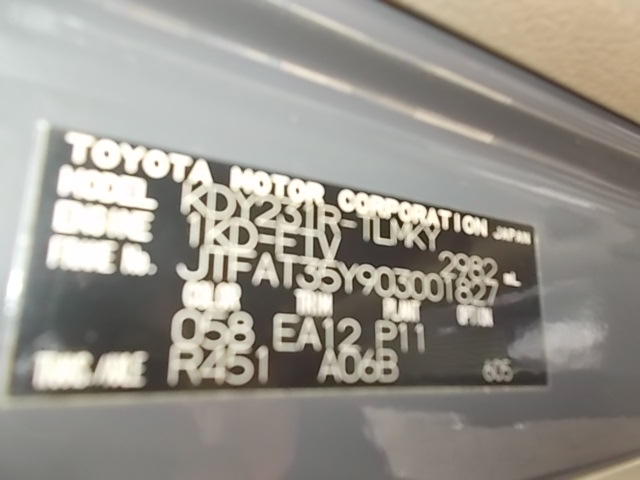 TOYOTA MOTOR CORPORATION JAPAN
MODEL KDY231R-TLMKY
ENGINE 1KD-FTV 2982 mL
FRAME No. JTFAT35Y903001827
COLOR TRIM PLANT OPTION
058 EA12 P11
TRANS/AXLE R451 A06B 605